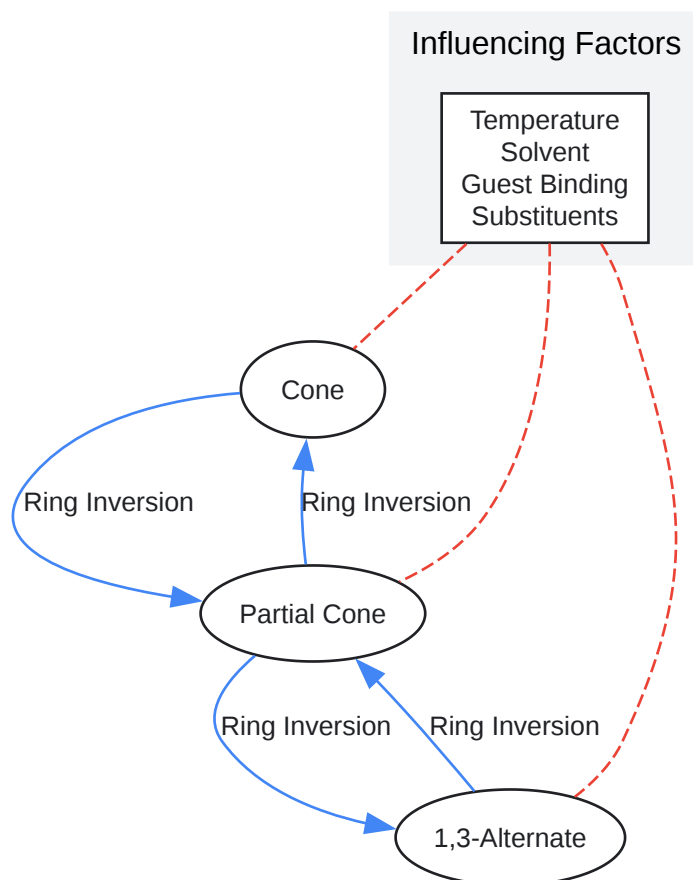 Influencing Factors
Temperature
Solvent
Guest Binding
Substituents
Cone
Ring Inversion
Ring Inversion
Partial Cone
Ring Inversion
Ring Inversion
1,3-Alternate